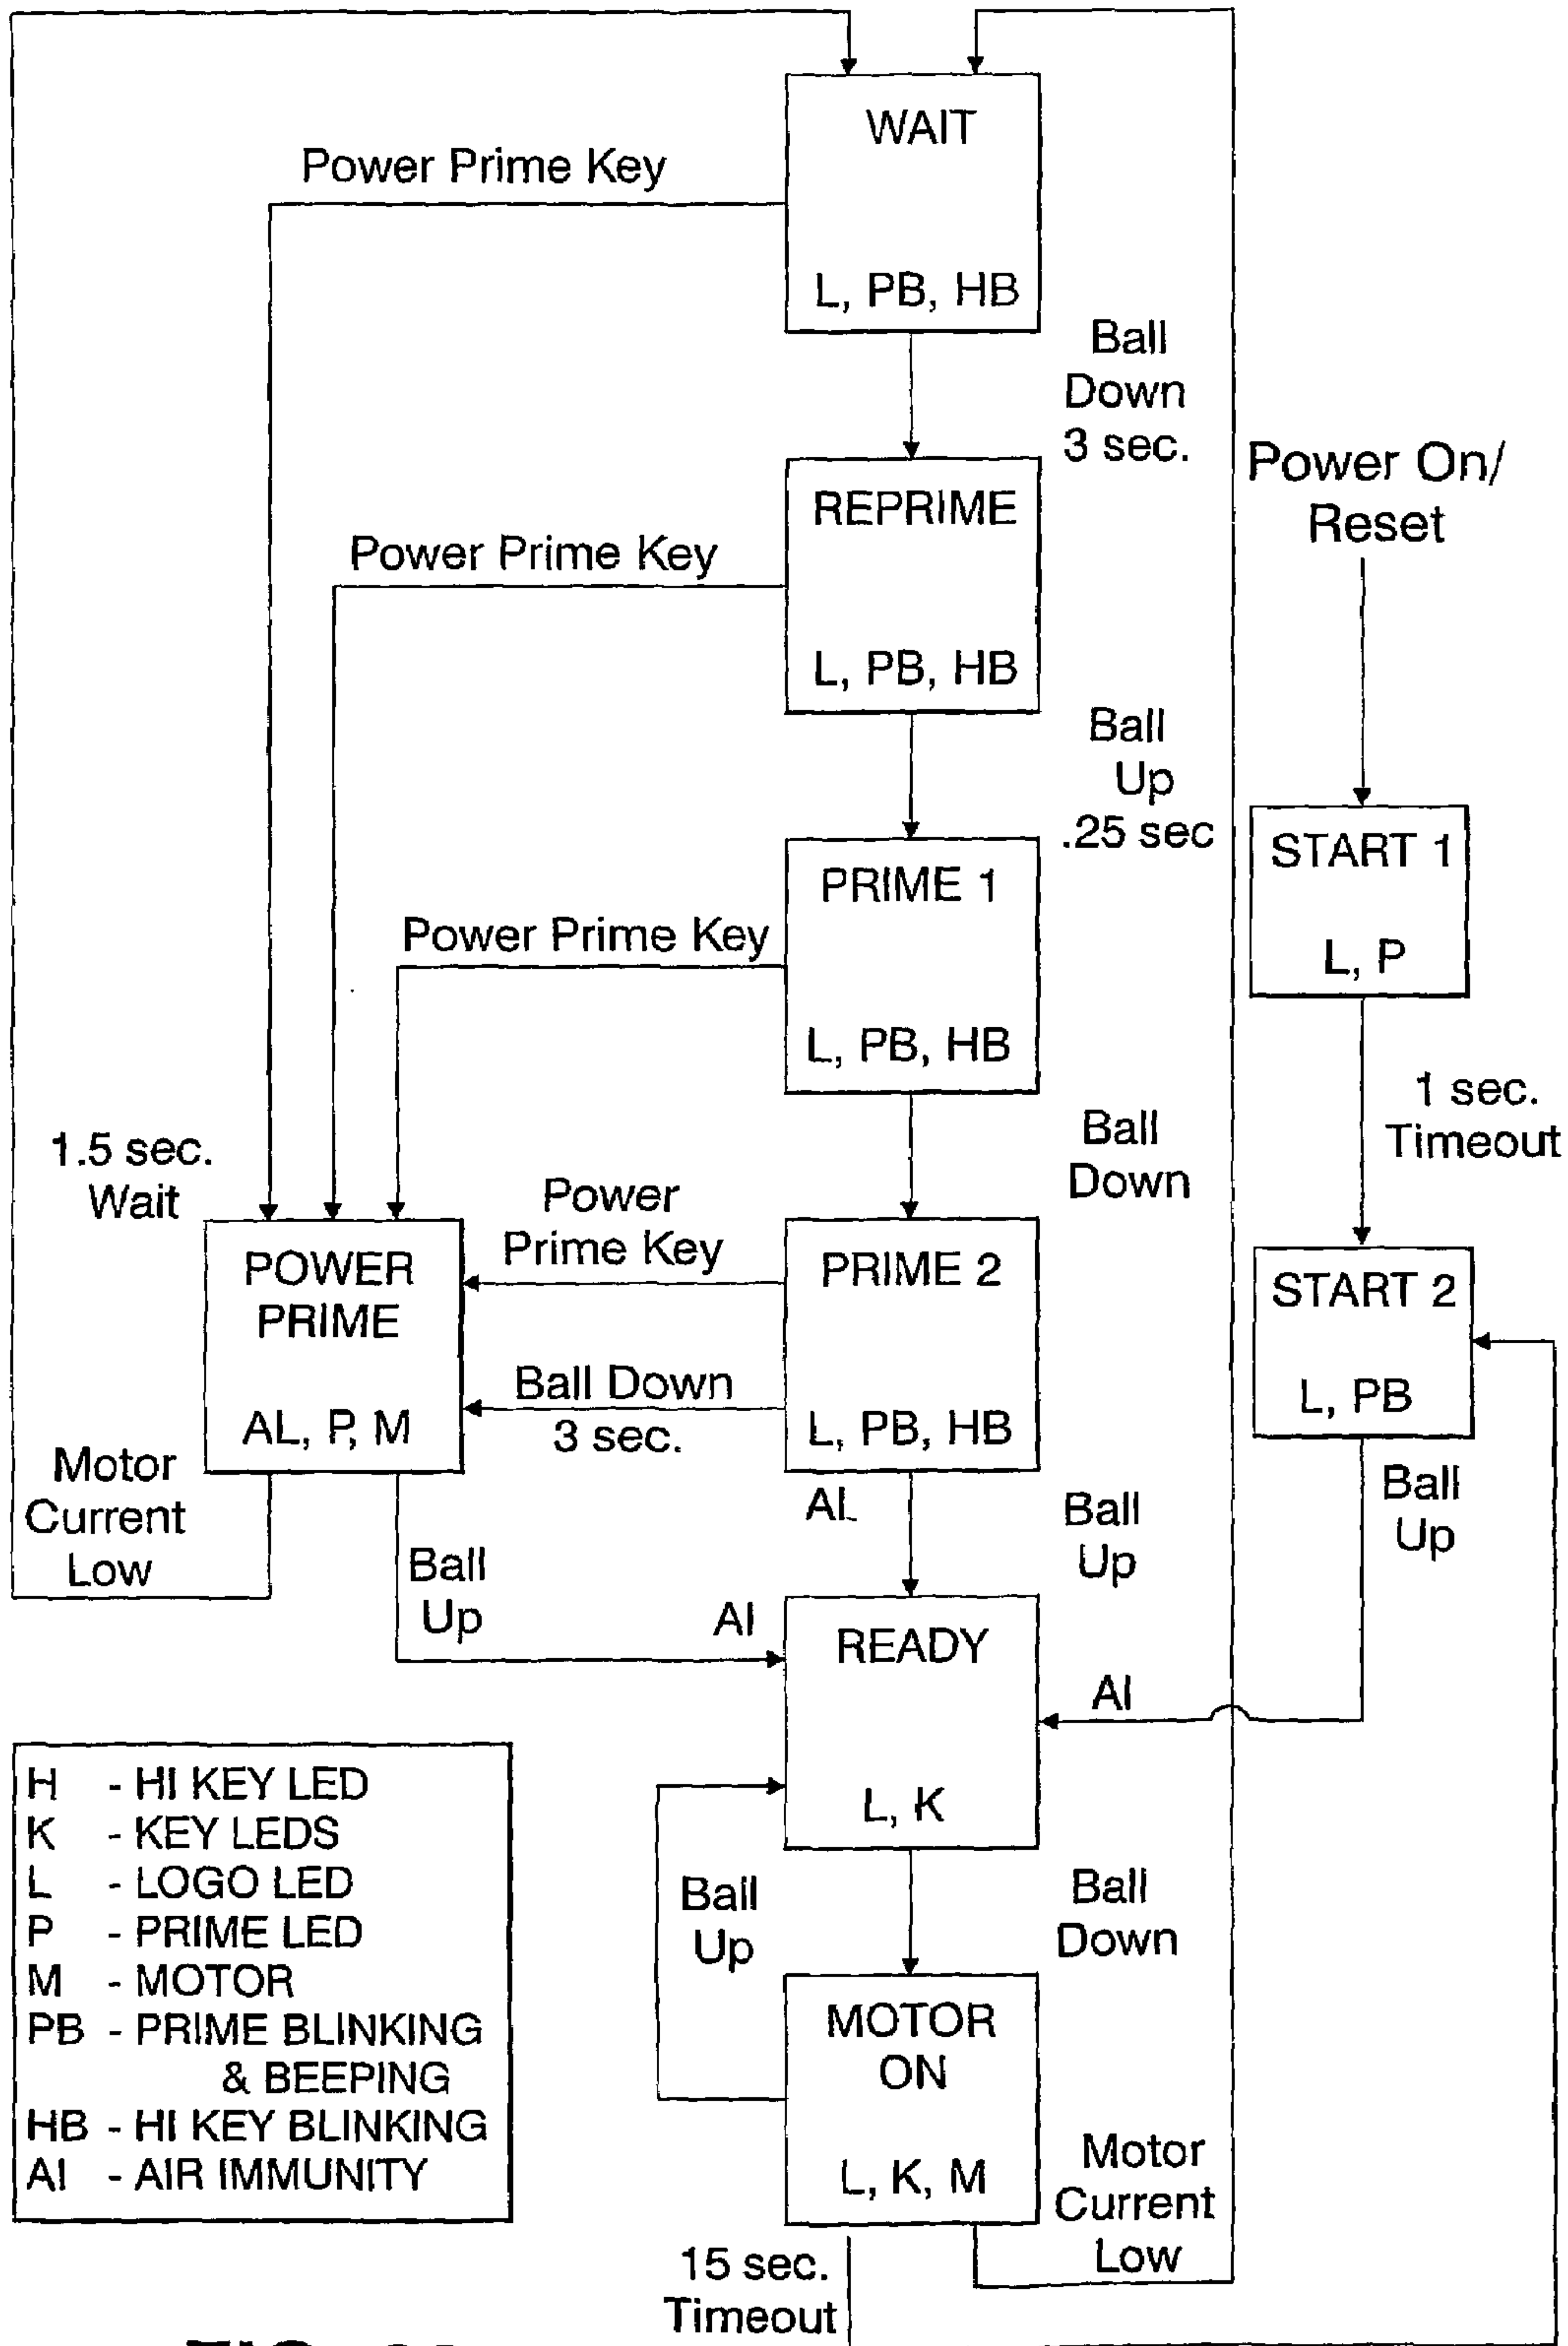 WAIT
Power Prime Key
L, PB, HB
Ball
Down
3 sec.
Power On/
Reset
REPRIME
Power Prime Key
L, PB, HB
Ball
Up
.25 sec
START 1
L, P
PRIME 1
Power Prime Key
L, PB, HB
1 sec.
Timeout
Ball
Down
1.5 sec.
Wait
Power
Prime Key
POWER
PRIME
AL, P, M
PRIME 2
L, PB, HB
Ball Down
3 sec.
START 2
L, PB
Motor
Current
Low
AI
Ball
Up
Ball
Up
Ball
Up
AI
READY
L, K
AI
H - HI KEY LED
K - KEY LEDS
L - LOGO LED
P - PRIME LED
M - MOTOR
PB - PRIME BLINKING
& BEEPING
HB - HI KEY BLINKING
AI - AIR IMMUNITY
Ball
Up
Ball
Down
MOTOR
ON
L, K, M
Motor
Current
Low
15 sec.
Timeout